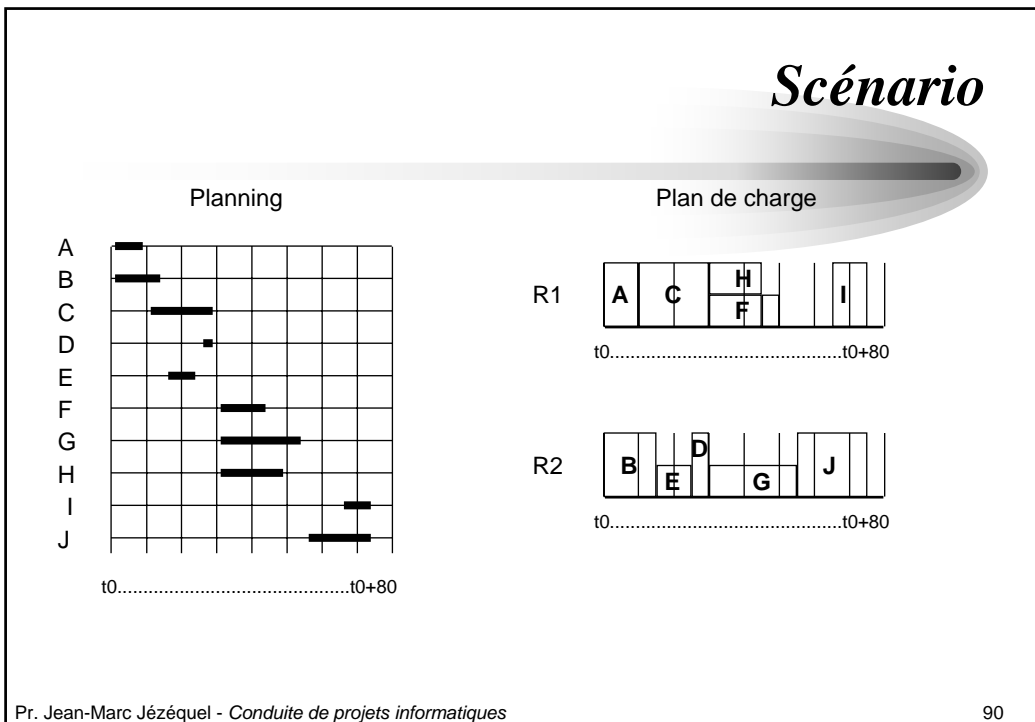 Scénario
Planning
A
B
C
D
E
F
G
H
I
J
t0.............................................t0+80
Plan de charge
R1
A
C
H
F
I
t0.............................................t0+80
R2
B
E
D
G
J
t0.............................................t0+80
Pr. Jean-Marc Jézéquel - Conduite de projets informatiques
90